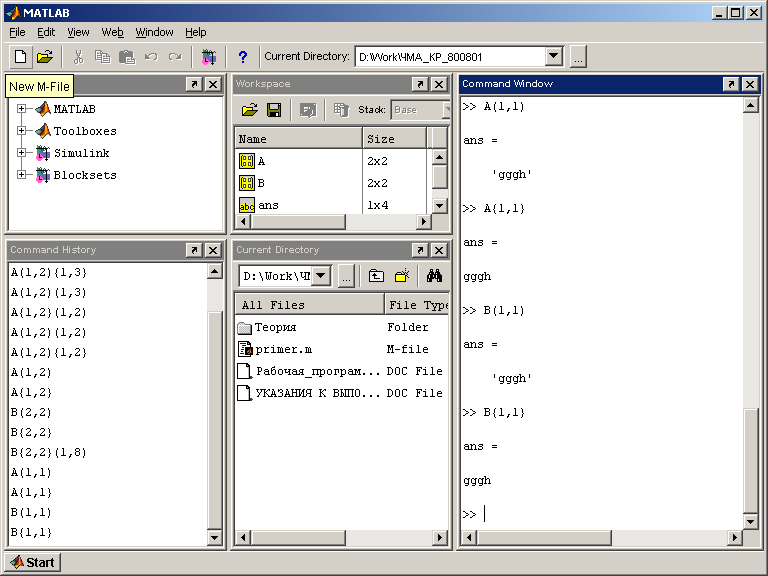 MATLAB
File Edit View Web Window Help
? Current Directory: D:\Work\ЧМА_КР_800801 ...
New M-File
MATLAB
Toolboxes
Simulink
Blocksets
Workspace
Stack: Base
Name Size
A 2x2
B 2x2
abc ans 1x4
Command History
A(1,2){1,3}
A(1,2)(1,3)
A{1,2}(1,2)
A(1,2)(1,2)
A(1,2){1,2}
A(1,2)
A{1,2}
B(2,2)
B{2,2}
B{2,2}(1,8)
A(1,1)
A{1,1}
B(1,1)
B{1,1}
Current Directory
D:\Work\ ...
All Files File Type
Теория Folder
primer.m M-file
Рабочая_програм... DOC File
УКАЗАНИЯ К ВЫПО... DOC File
Command Window
>> A(1,1)
ans =
'gggh'
>> A{1,1}
ans =
gggh
>> B(1,1)
ans =
'gggh'
>> B{1,1}
ans =
gggh
>>
Start